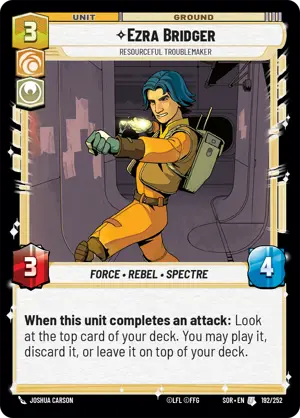 UNIT
GROUND
3
EZRA BRIDGER
RESOURCEFUL TROUBLEMAKER
3
4
FORCE • REBEL • SPECTRE
When this unit completes an attack: Look
at the top card of your deck. You may play it,
discard it, or leave it on top of your deck.
JOSHUA CARSON
©LFL ©FFG
SOR • EN
U
192/252